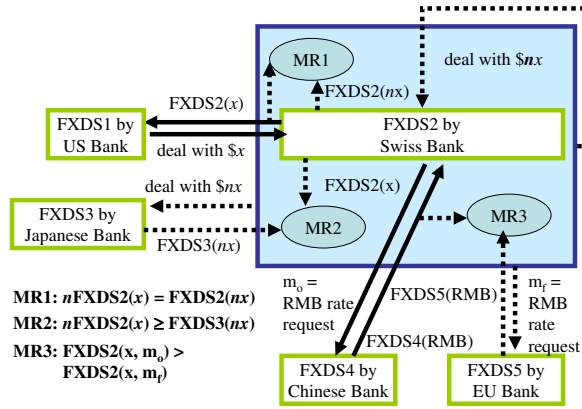 MR1
deal with $nx
FXDS2(x)
FXDS2(nx)
FXDS1 by
US Bank
FXDS2 by
Swiss Bank
deal with $x
deal with $nx
FXDS2(x)
FXDS3 by
Japanese Bank
MR2
MR3
FXDS3(nx)
MR1: nFXDS2(x) = FXDS2(nx)
MR2: nFXDS2(x) ≥ FXDS3(nx)
MR3: FXDS2(x, mo) >
FXDS2(x, mf)
mo =
RMB rate
request
FXDS5(RMB)
FXDS4(RMB)
mf =
RMB
rate
request
FXDS4 by
Chinese Bank
FXDS5 by
EU Bank